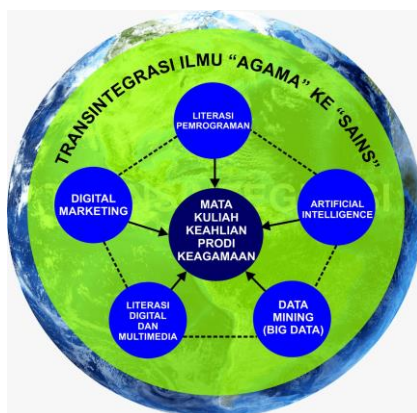 TRANSINTEGRASI ILMU "AGAMA" KE "SAINS"
LITERASI
PEMROGRAMAN
DIGITAL
MARKETING
MATA
KULIAH
KEAHLIAN
PRODI
KEAGAMAAN
ARTIFICIAL
INTELLIGENCE
LITERASI
DIGITAL
DAN
MULTIMEDIA
DATA
MINING
(BIG DATA)